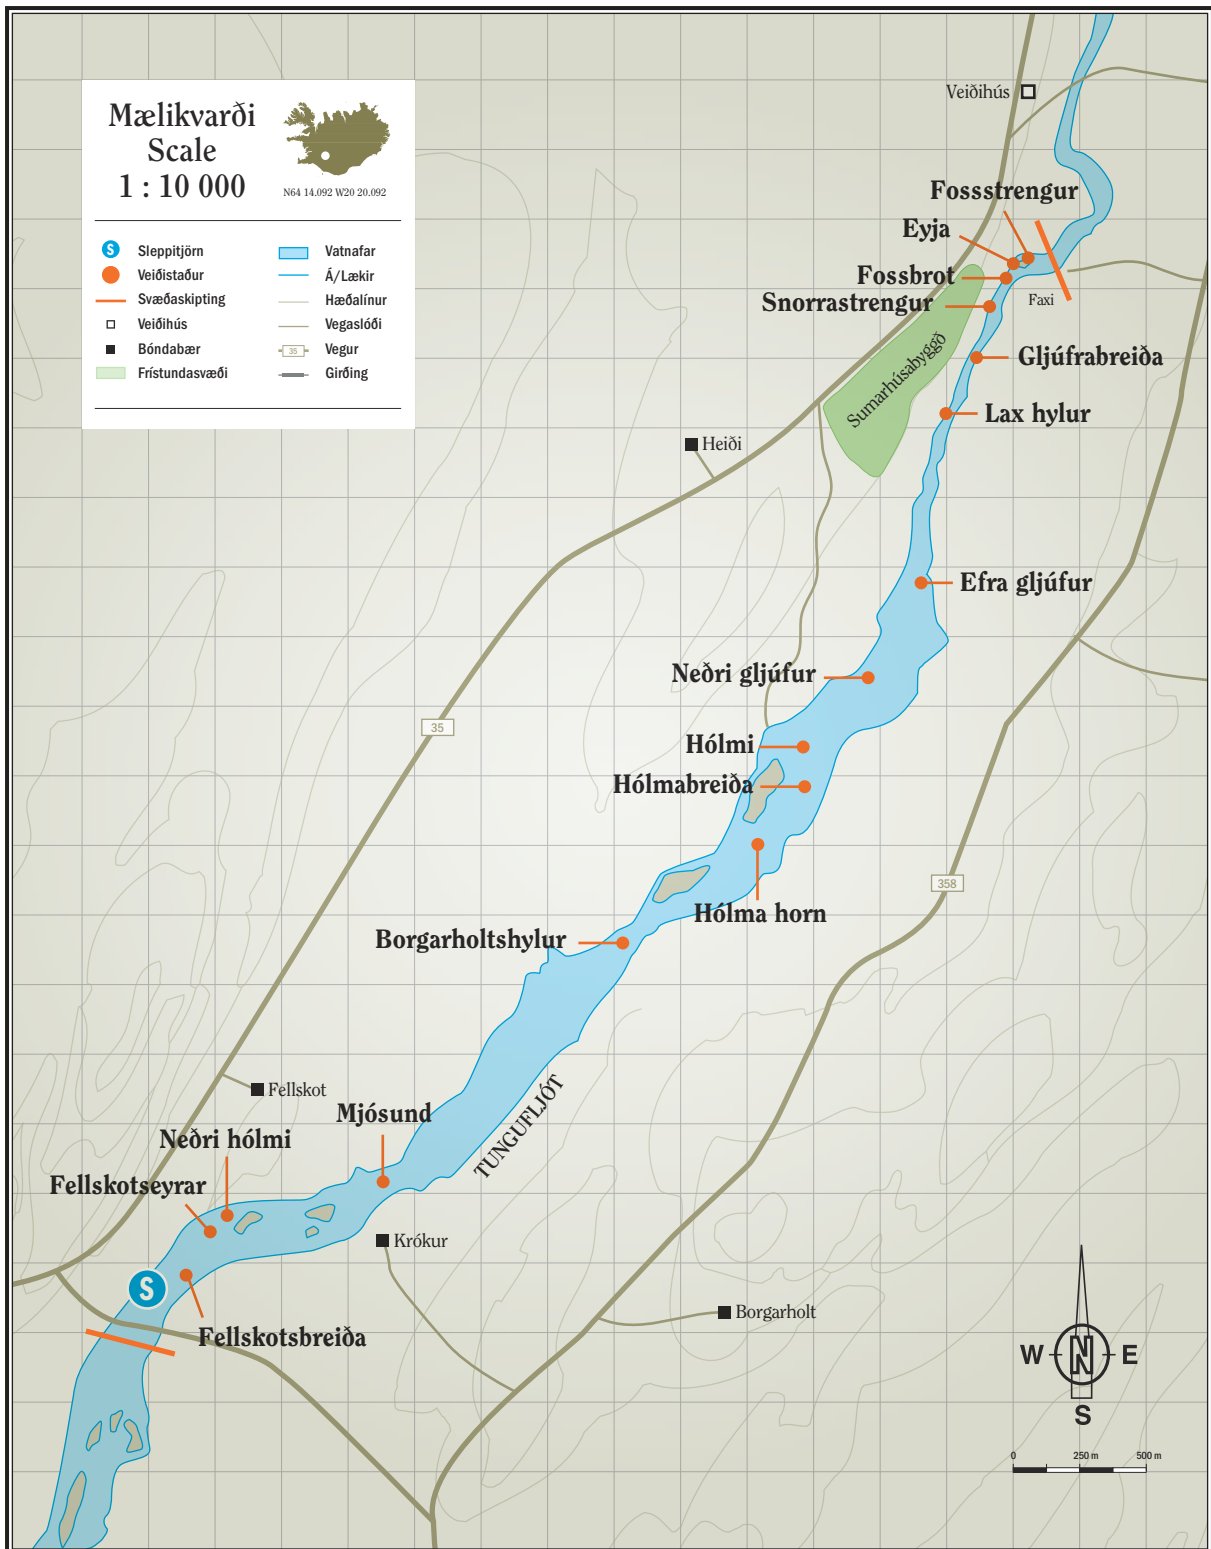 Mælikvarði
Scale
1 : 10 000
N64 14.092 W20 20.092
S Sleppitjörn
Veiðistaður
Svæðaskipting
Veiðihús
Bóndabær
Frístundasvæði
Vatnafar
Á/Lækir
Hæðalínur
Vegaslóði
35 Vegur
Girðing
Veiðihús
Fossstrengur
Eyja
Fossbrot
Snorrastrengur
Faxi
Sumarhúsabyggð
Gljúfrabreiða
Lax hylur
Heiði
Efra gljúfur
Neðri gljúfur
35
Hólmi
Hólmabreiða
358
Hólma horn
Borgarholtshylur
TUNGUFLJÓT
Fellskot
Mjósund
Neðri hólmi
Fellskotseyrar
Krókur
S
Borgarholt
Fellskotsbreiða
N
W E
S
0 250 m 500 m